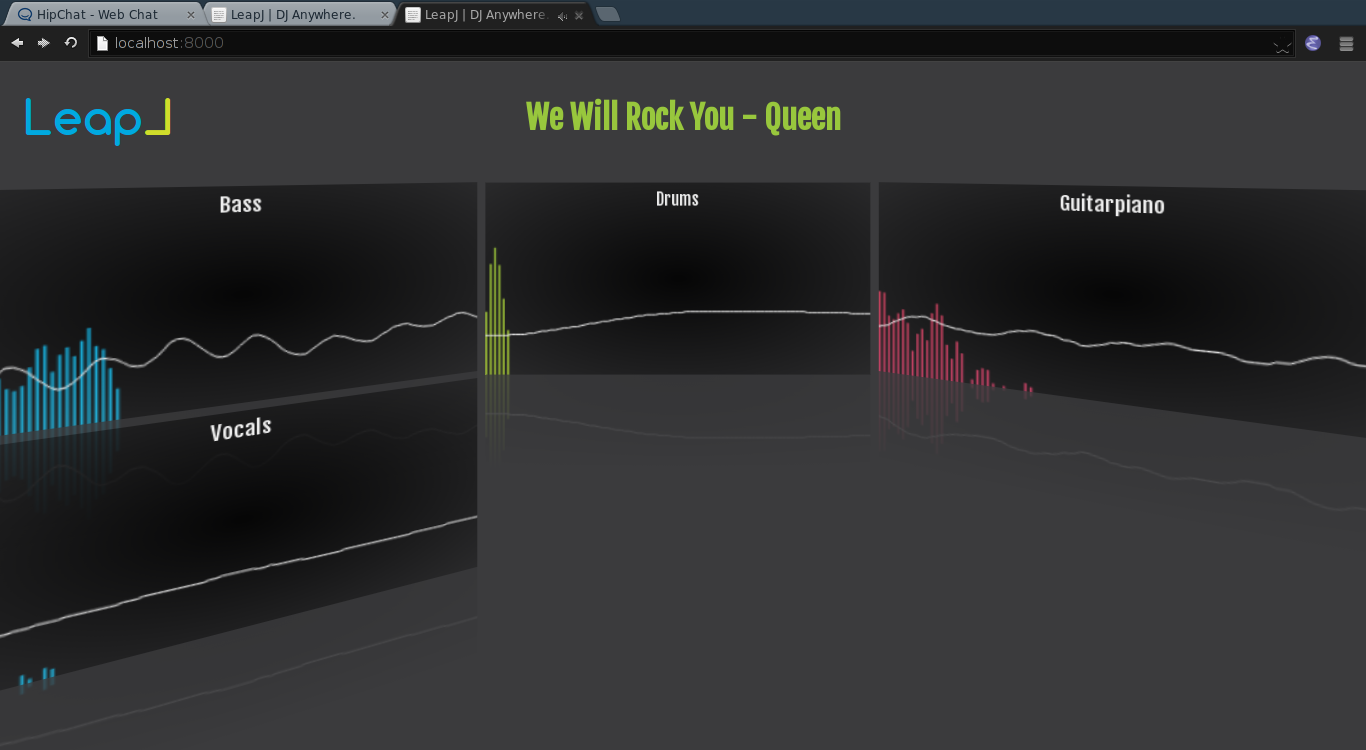 HipChat - Web Chat
LeapJ | DJ Anywhere.
LeapJ | DJ Anywhere.
localhost:8000
LeapJ
We Will Rock You - Queen
Bass
Drums
Guitarpiano
Vocals